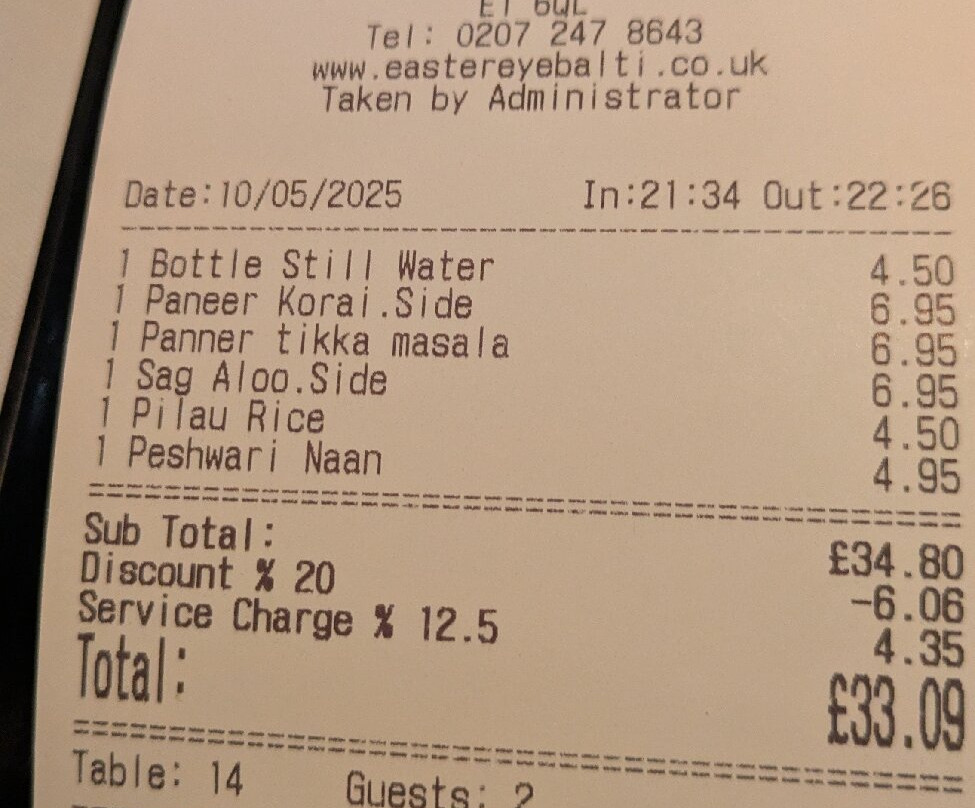 E1 6QL
Tel: 0207 247 8643
www.eastereyebalti.co.uk
Taken by Administrator
Date:10/05/2025 In:21:34 Out:22:26
1 Bottle Still Water 4.50
1 Paneer Korai.Side 6.95
1 Panner tikka masala 6.95
1 Sag Aloo.Side 6.95
1 Pilau Rice 4.50
1 Peshwari Naan 4.95
Sub Total: £34.80
Discount % 20 -6.06
Service Charge % 12.5 4.35
Total: £33.09
Table: 14 Guests: 2